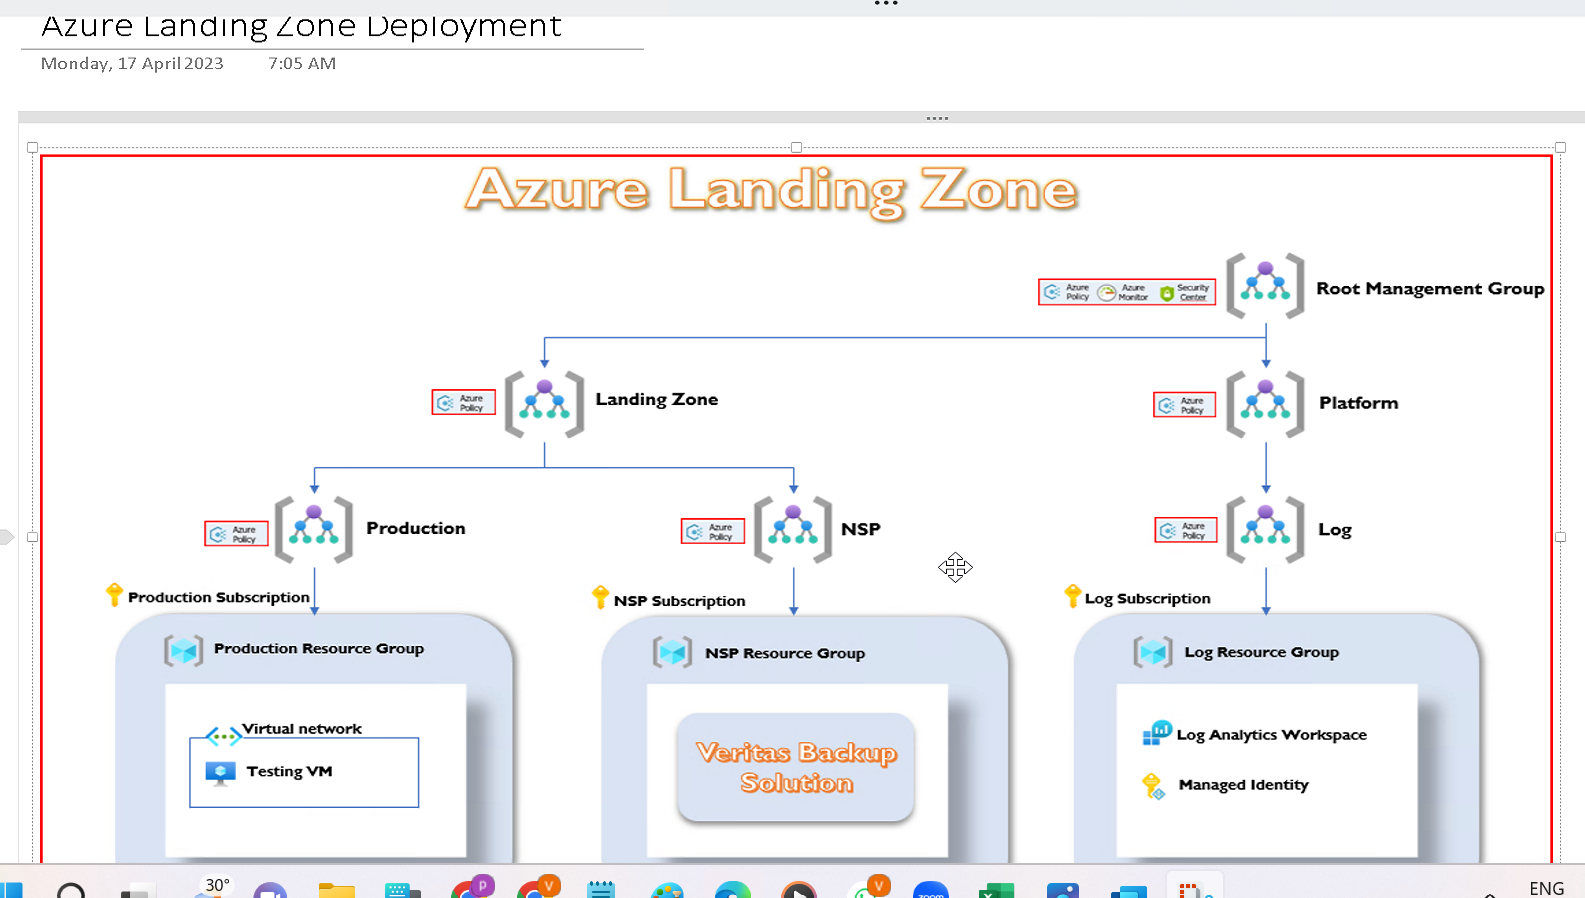 Azure Landing Zone Deployment
Monday, 17 April 2023 7:05 AM
Azure Landing Zone
Azure Policy
Azure Monitor
Security Center
Root Management Group
Azure Policy
Landing Zone
Azure Policy
Platform
Azure Policy
Production
Azure Policy
NSP
Azure Policy
Log
Production Subscription
NSP Subscription
Log Subscription
Production Resource Group
NSP Resource Group
Log Resource Group
Virtual network
Testing VM
Veritas Backup
Solution
Log Analytics Workspace
Managed Identity
30°
P
V
V
zoom
ENG